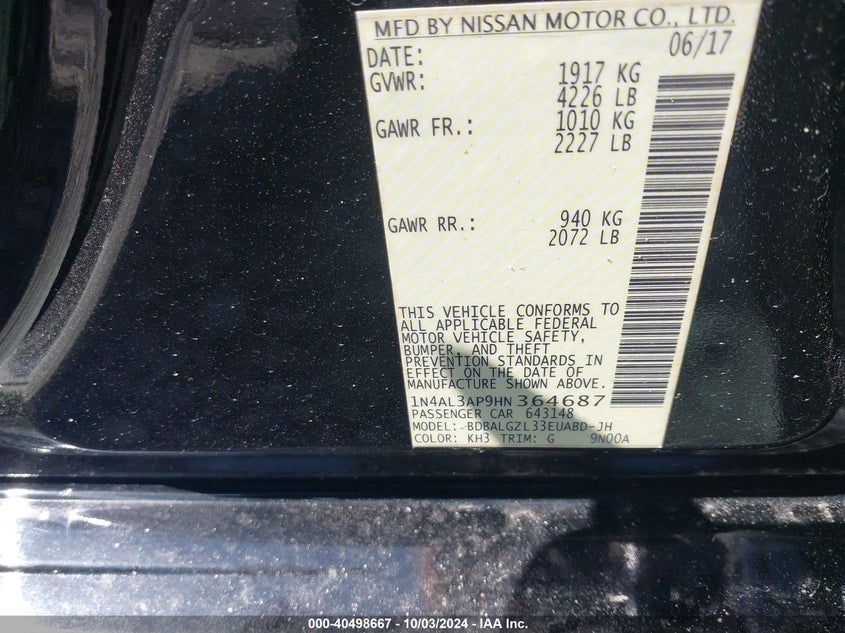 MFD BY NISSAN MOTOR CO., LTD.
DATE: 06/17
GVWR: 1917 KG
4226 LB
GAWR FR.: 1010 KG
2227 LB
GAWR RR.: 940 KG
2072 LB
THIS VEHICLE CONFORMS TO
ALL APPLICABLE FEDERAL
MOTOR VEHICLE SAFETY,
BUMPER, AND THEFT
PREVENTION STANDARDS IN
EFFECT ON THE DATE OF
MANUFACTURE SHOWN ABOVE.
1N4AL3AP9HN364687
PASSENGER CAR 643148
MODEL: BDBALGZL33EUABD-JH
COLOR: KH3 TRIM: G 9N00A
000-40498667 - 10/03/2024 - IAA Inc.